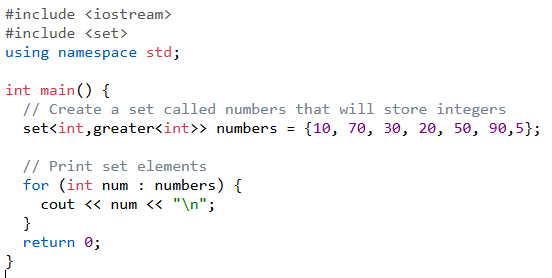 #include <iostream>
#include <set>
using namespace std;

int main() {
  // Create a set called numbers that will store integers
  set<int,greater<int>> numbers = {10, 70, 30, 20, 50, 90,5};

  // Print set elements
  for (int num : numbers) {
    cout << num << "\n";
  }
  return 0;
}